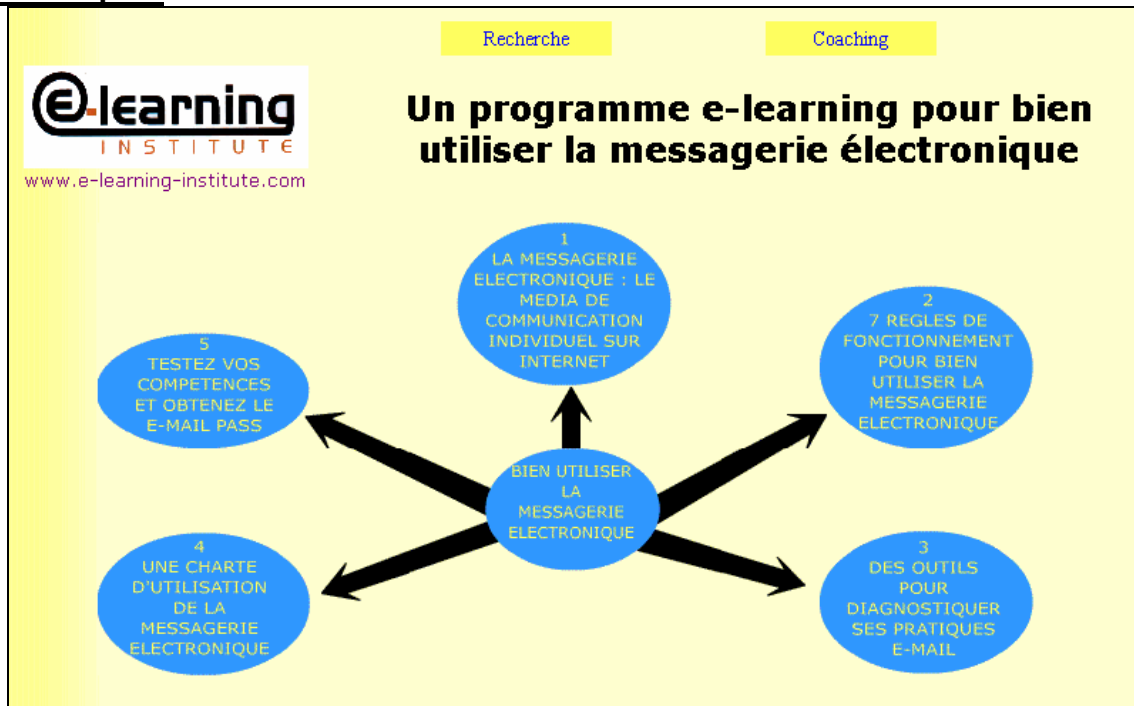 Recherche
Coaching
e-learning
INSTITUTE
www.e-learning-institute.com
Un programme e-learning pour bien
utiliser la messagerie électronique
1
LA MESSAGERIE
ELECTRONIQUE : LE
MEDIA DE
COMMUNICATION
INDIVIDUEL SUR
INTERNET
2
7 REGLES DE
FONCTIONNEMENT
POUR BIEN
UTILISER LA
MESSAGERIE
ELECTRONIQUE
5
TESTEZ VOS
COMPETENCES
ET OBTENEZ LE
E-MAIL PASS
BIEN UTILISER
LA
MESSAGERIE
ELECTRONIQUE
4
UNE CHARTE
D'UTILISATION
DE LA
MESSAGERIE
ELECTRONIQUE
3
DES OUTILS
POUR
DIAGNOSTIQUER
SES PRATIQUES
E-MAIL